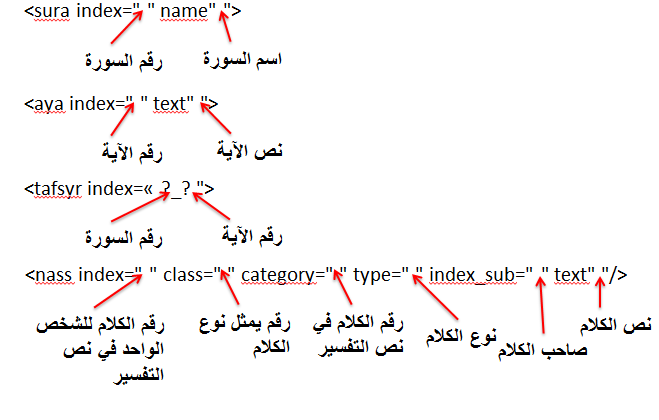 <sura index=" " name" ">
رقم السورة
اسم السورة
<aya index=" " text" ">
رقم الآية
نص الآية
<tafsyr index=« ?_? ">
رقم السورة
رقم الآية
<nass index=" " class=" " category=" " type=" " index_sub=" " text" "/>
رقم الكلام للشخص
الواحد في نص
التفسير
رقم يمثل نوع
الكلام
رقم الكلام في
نص التفسير
نوع الكلام
صاحب الكلام
نص الكلام